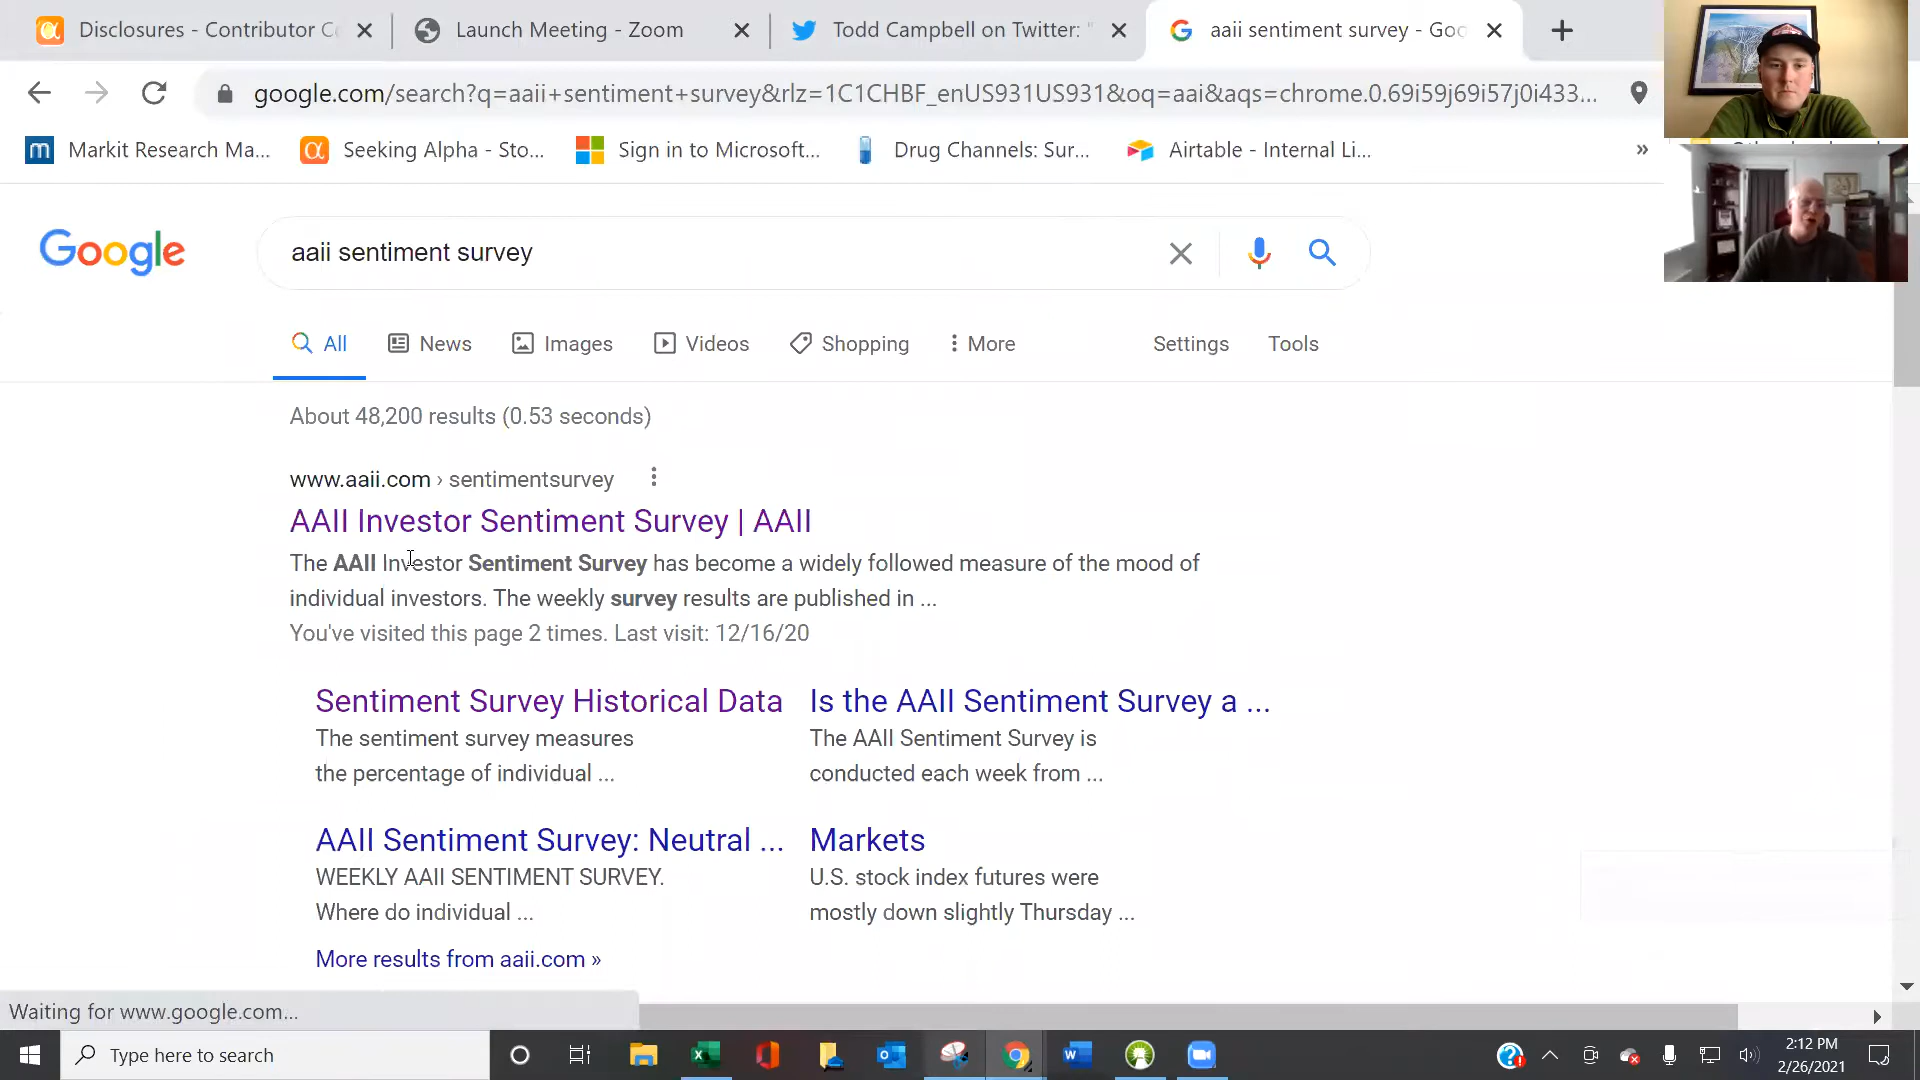 Disclosures - Contributor C
Launch Meeting - Zoom
Todd Campbell on Twitter: "
aaii sentiment survey - Goo
google.com/search?q=aaii+sentiment+survey&rlz=1C1CHBF_enUS931US931&oq=aai&aqs=chrome.0.69i59j69i57j0i433...
Markit Research Ma...
Seeking Alpha - Sto...
Sign in to Microsoft...
Drug Channels: Sur...
Airtable - Internal Li...
»
Google
aaii sentiment survey
All
News
Images
Videos
Shopping
More
Settings
Tools
About 48,200 results (0.53 seconds)
www.aaii.com › sentimentsurvey
AAII Investor Sentiment Survey | AAII
The AAII Investor Sentiment Survey has become a widely followed measure of the mood of
individual investors. The weekly survey results are published in ...
You've visited this page 2 times. Last visit: 12/16/20
Sentiment Survey Historical Data
The sentiment survey measures
the percentage of individual ...
Is the AAII Sentiment Survey a ...
The AAII Sentiment Survey is
conducted each week from ...
AAII Sentiment Survey: Neutral ...
WEEKLY AAII SENTIMENT SURVEY.
Where do individual ...
Markets
U.S. stock index futures were
mostly down slightly Thursday ...
More results from aaii.com »
Waiting for www.google.com...
Type here to search
2:12 PM
2/26/2021